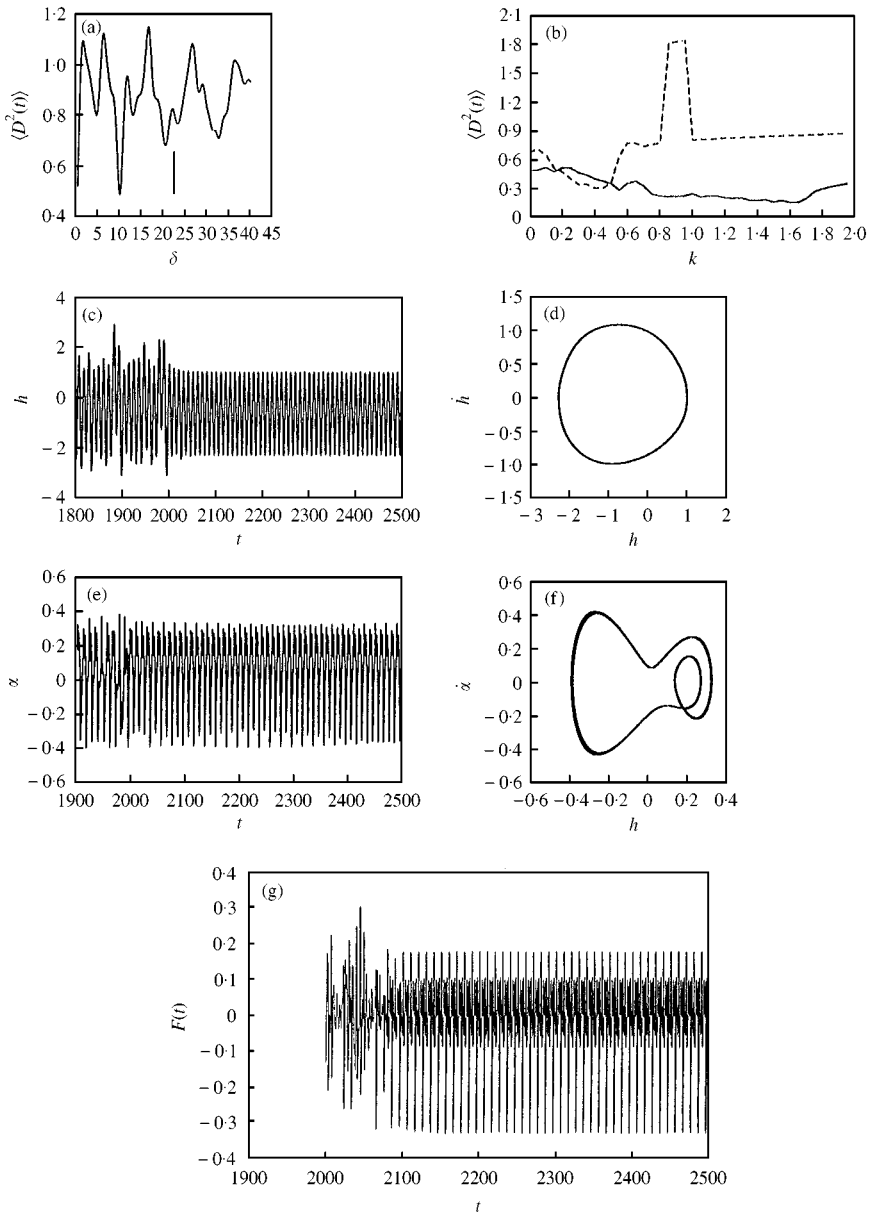 (a)
1·2
1·0
0·8
0·6
0·4
⟨D²(t)⟩
0 5 10 15 20 25 30 35 40 45
δ
(b)
2·1
1·8
1·5
1·2
0·9
0·6
0·3
0
⟨D²(t)⟩
0 0·2 0·4 0·6 0·8 1·0 1·2 1·4 1·6 1·8 2·0
k
(c)
4
2
0
−2
−4
h
1800 1900 2000 2100 2200 2300 2400 2500
t
(d)
1·5
1·0
0·5
0
−0·5
−1·0
−1·5
ḣ
−3 −2 −1 0 1 2
h
(e)
0·6
0·4
0·2
0
−0·2
−0·4
−0·6
α
1900 2000 2100 2200 2300 2400 2500
t
(f)
0·6
0·4
0·2
0
−0·2
−0·4
−0·6
α̇
−0·6 −0·4 −0·2 0 0·2 0·4
h
(g)
0·4
0·3
0·2
0·1
0
−0·1
−0·2
−0·3
−0·4
F(t)
1900 2000 2100 2200 2300 2400 2500
t